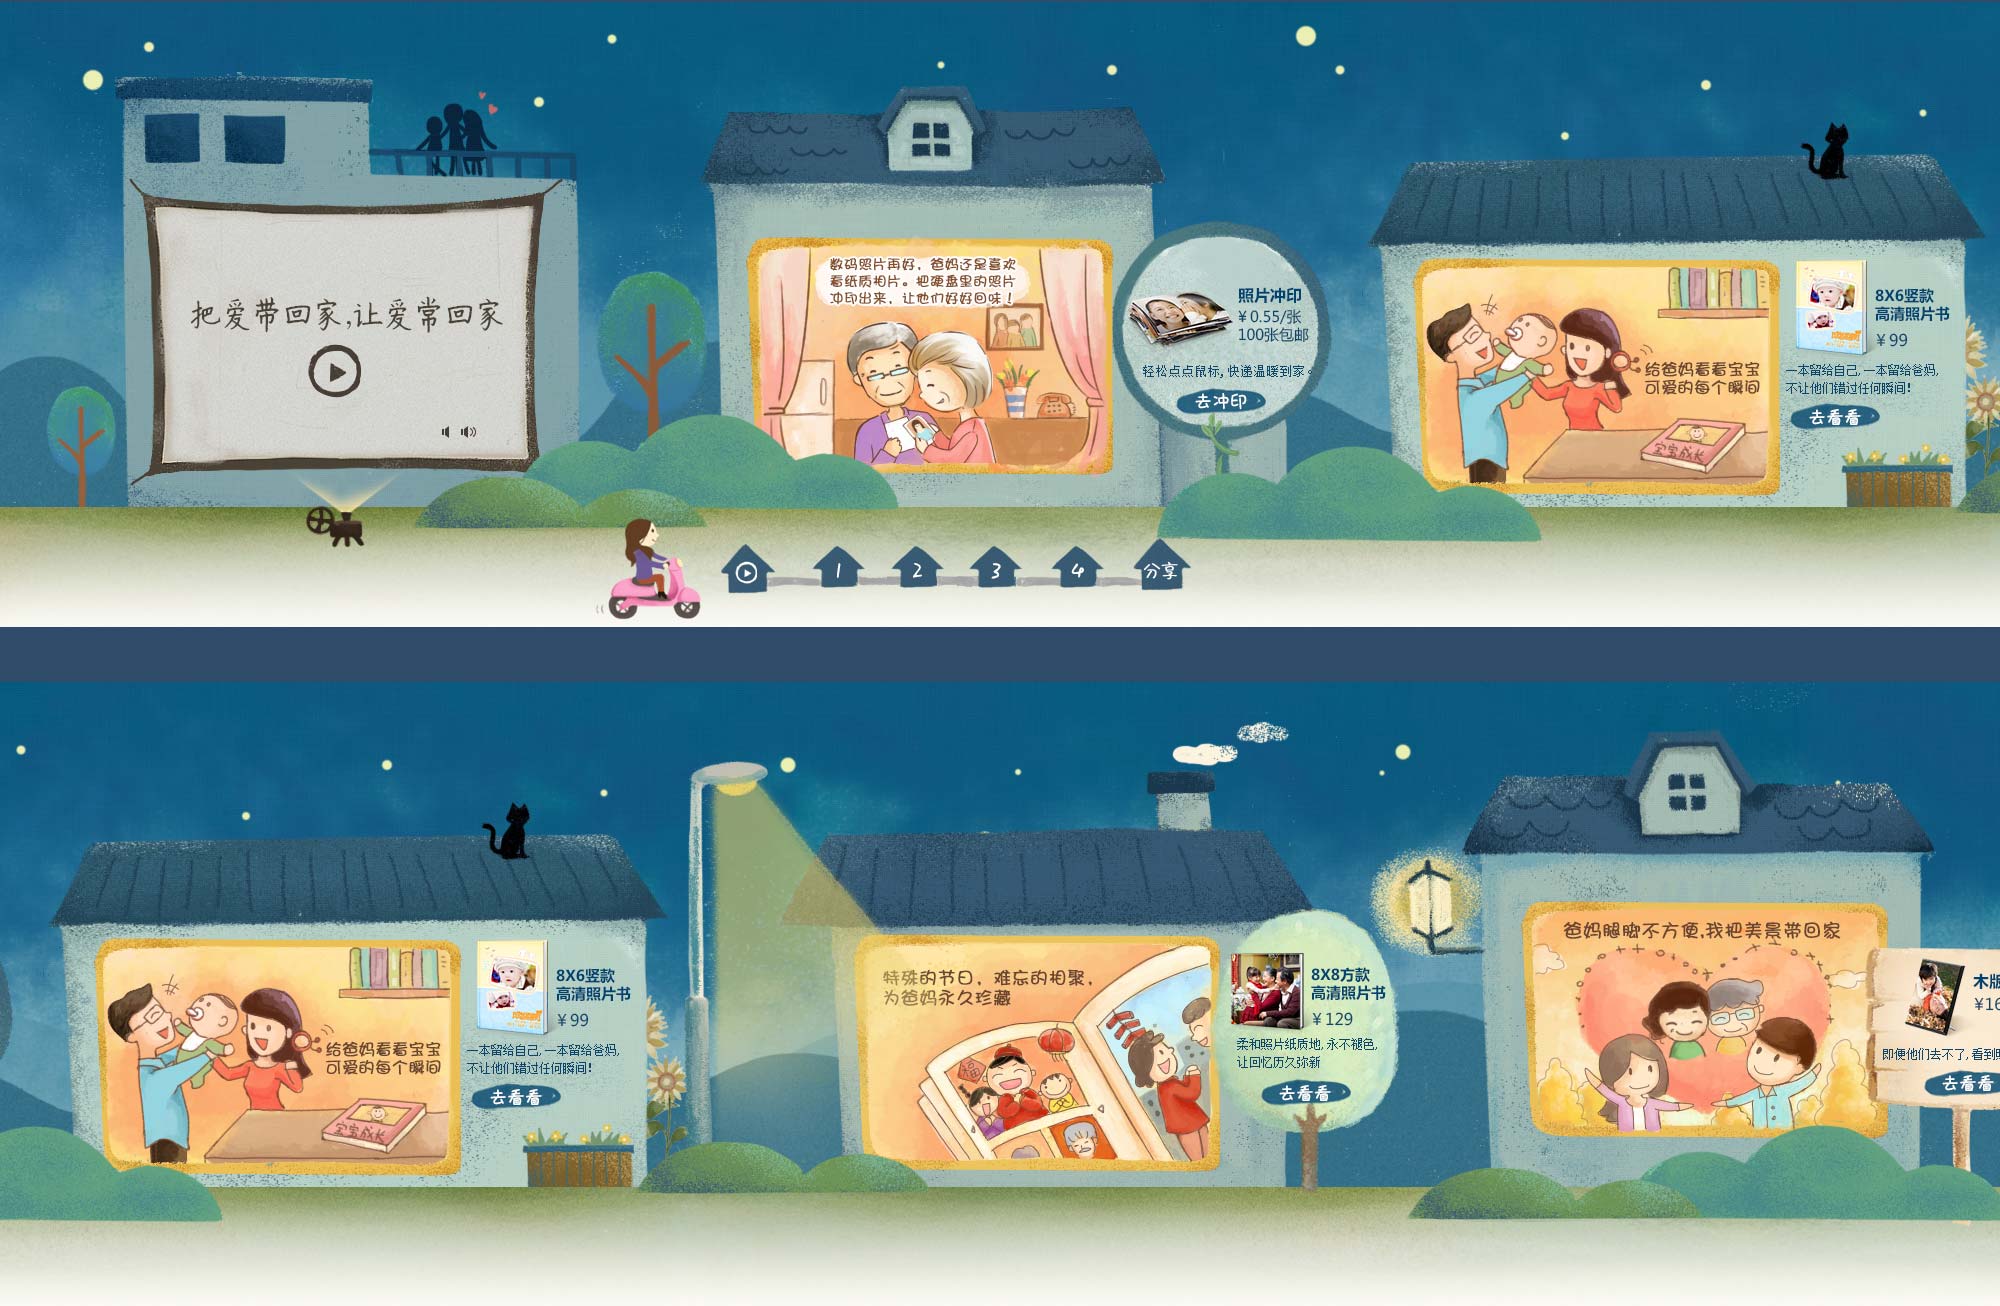 把爱带回家,让爱常回家
数码照片再好，爸妈还是喜欢
看纸质相片。把硬盘里的照片
冲印出来，让他们好好回味！
照片冲印
￥0.55/张
100张包邮
轻松点点鼠标, 快递温暖到家。
去冲印
给爸妈看看宝宝
可爱的每个瞬间
宝宝成长
8X6竖款
高清照片书
￥99
一本留给自己, 一本留给爸妈,
不让他们错过任何瞬间!
去看看
1
2
3
4
分享
给爸妈看看宝宝
可爱的每个瞬间
宝宝成长
8X6竖款
高清照片书
￥99
一本留给自己, 一本留给爸妈,
不让他们错过任何瞬间!
去看看
特殊的节日，难忘的相聚，
为爸妈永久珍藏
福
8X8方款
高清照片书
￥129
柔和照片纸质地, 永不褪色,
让回忆历久弥新
去看看
爸妈腿脚不方便,我把美景带回家
木版
￥16
即便他们去不了, 看到
去看看